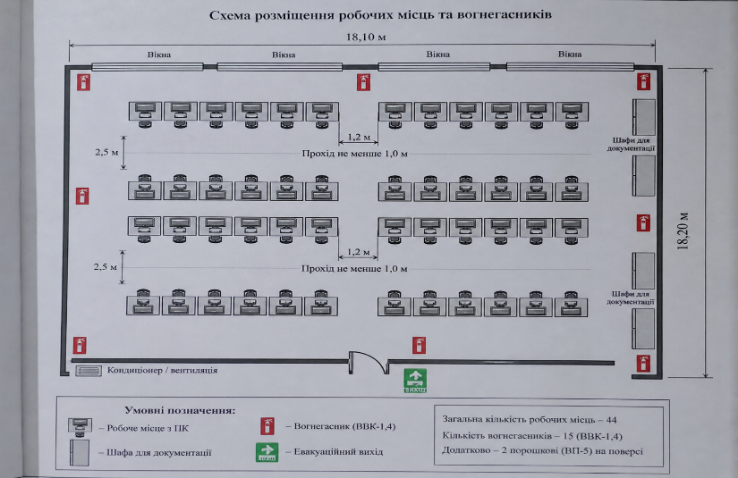 Схема розміщення робочих місць та вогнегасників
18,10 м
Вікна Вікна Вікна Вікна
1,2 м
2,5 м
Прохід не менше 1,0 м
Шафи для
документації
18,20 м
1,2 м
2,5 м
Прохід не менше 1,0 м
Шафи для
документації
Кондиціонер / вентиляція
Умовні позначення:
– Робоче місце з ПК
– Шафа для документації
– Вогнегасник (ВВК-1,4)
– Евакуаційний вихід
Загальна кількість робочих місць – 44
Кількість вогнегасників – 15 (ВВК-1,4)
Додатково – 2 порошкові (ВП-5) на поверсі